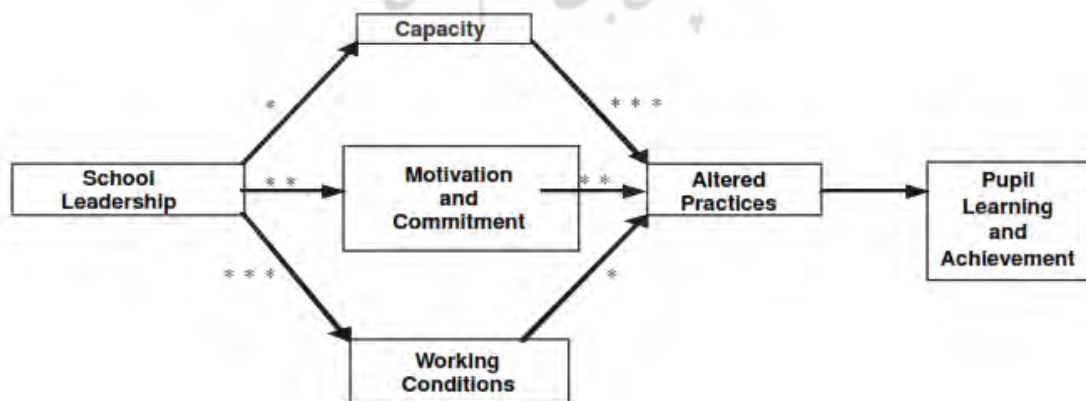 Capacity
*
* * *
School
Leadership
* *
Motivation
and
Commitment
* *
Altered
Practices
Pupil
Learning
and
Achievement
* * *
*
Working
Conditions